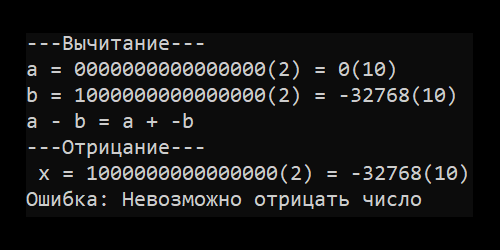 ---Вычитание---
a = 0000000000000000(2) = 0(10)
b = 1000000000000000(2) = -32768(10)
a - b = a + -b
---Отрицание---
x = 1000000000000000(2) = -32768(10)
Ошибка: Невозможно отрицать число